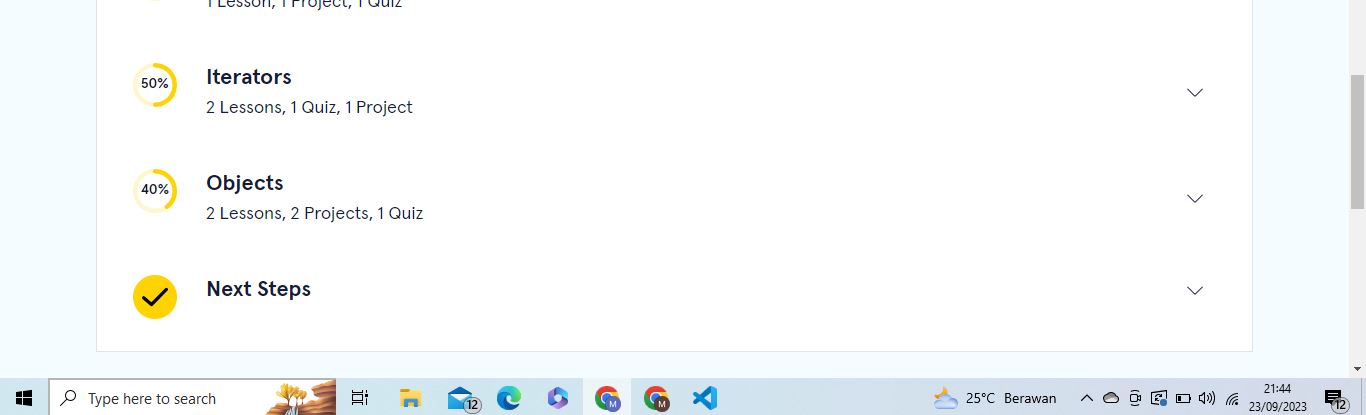 1 Lesson, 1 Project, 1 Quiz
50%
Iterators
2 Lessons, 1 Quiz, 1 Project
40%
Objects
2 Lessons, 2 Projects, 1 Quiz
Next Steps
Type here to search
12
M
M
25°C Berawan
21:44
23/09/2023
12